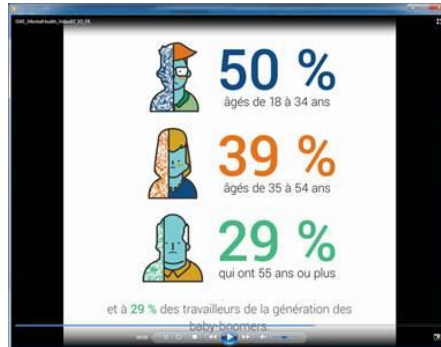 50 %
âgés de 18 à 34 ans
39 %
âgés de 35 à 54 ans
29 %
qui ont 55 ans ou plus
et à 29 % des travailleurs de la génération des
baby-boomers.